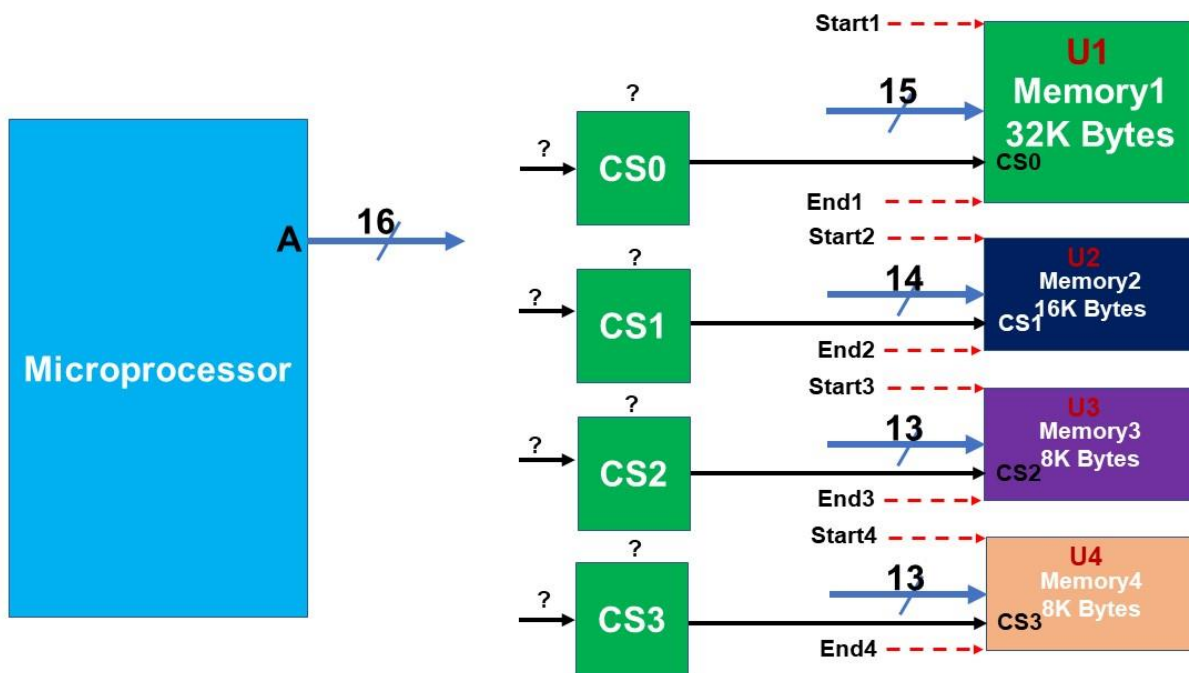 Microprocessor
A
16
?
?
CS0
?
?
CS1
?
?
CS2
?
?
CS3
Start1
15
U1
Memory1
32K Bytes
CS0
End1
Start2
14
U2
Memory2
16K Bytes
CS1
End2
Start3
13
U3
Memory3
8K Bytes
CS2
End3
Start4
13
U4
Memory4
8K Bytes
CS3
End4